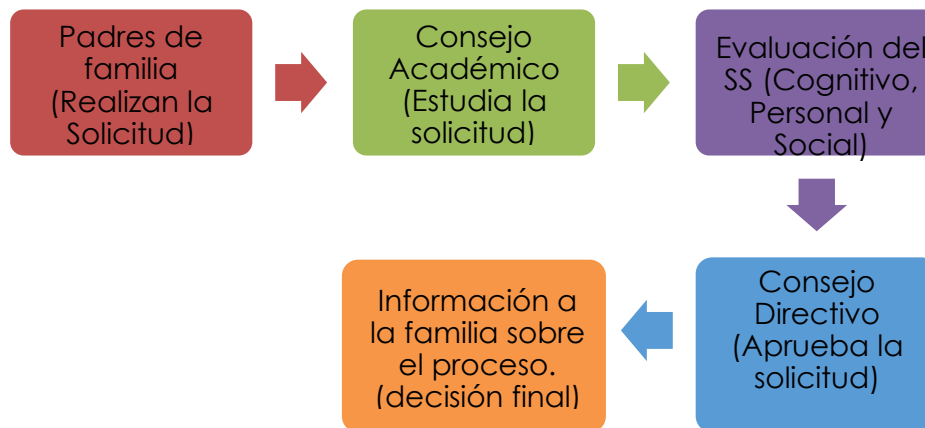 Padres de
familia
(Realizan la
Solicitud)
Consejo
Académico
(Estudia la
solicitud)
Evaluación del
SS (Cognitivo,
Personal y
Social)
Consejo
Directivo
(Aprueba la
solicitud)
Información a
la familia sobre
el proceso.
(decisión final)